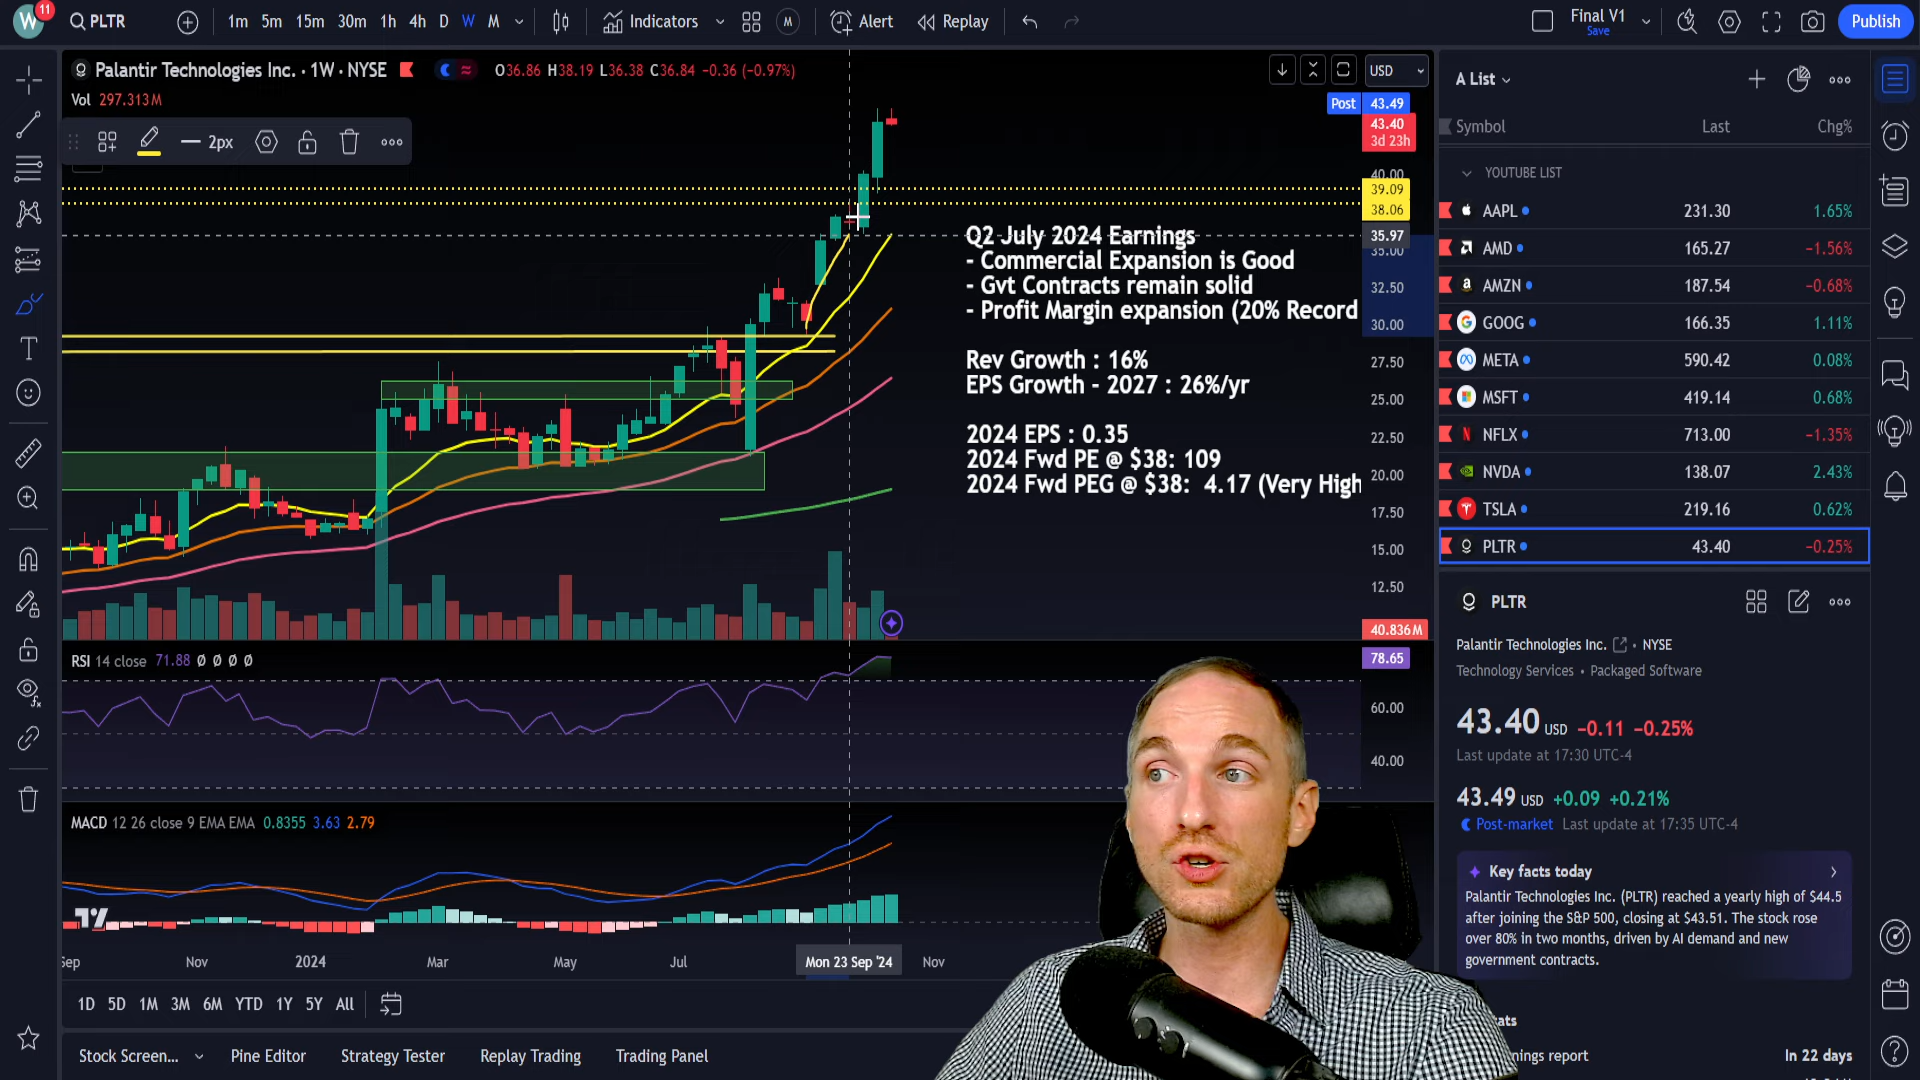 W
11
PLTR
1m 5m 15m 30m 1h 4h D W M
Indicators
M
Alert
Replay
Final V1
Save
Publish
Palantir Technologies Inc. · 1W · NYSE
O36.86 H38.19 L36.38 C36.84 −0.36 (−0.97%)
USD
Vol 297.313M
2px
Post 43.49
43.40
3d 23h
40.00
39.09
38.06
35.97
35.00
32.50
30.00
27.50
25.00
22.50
20.00
17.50
15.00
12.50
40.836M
Q2 July 2024 Earnings
- Commercial Expansion is Good
- Gvt Contracts remain solid
- Profit Margin expansion (20% Record
Rev Growth : 16%
EPS Growth - 2027 : 26%/yr
2024 EPS : 0.35
2024 Fwd PE @ $38: 109
2024 Fwd PEG @ $38: 4.17 (Very High
RSI 14 close 71.88 Ø Ø Ø Ø
78.65
60.00
40.00
MACD 12 26 close 9 EMA EMA 0.8355 3.63 2.79
Sep Nov 2024 Mar May Jul Mon 23 Sep '24 Nov
1D 5D 1M 3M 6M YTD 1Y 5Y All
Stock Screen... Pine Editor Strategy Tester Replay Trading Trading Panel
A List
Symbol Last Chg%
YOUTUBE LIST
AAPL 231.30 1.65%
AMD 165.27 −1.56%
AMZN 187.54 −0.68%
GOOG 166.35 1.11%
META 590.42 0.08%
MSFT 419.14 0.68%
NFLX 713.00 −1.35%
NVDA 138.07 2.43%
TSLA 219.16 0.62%
PLTR 43.40 −0.25%
PLTR
Palantir Technologies Inc. • NYSE
Technology Services • Packaged Software
43.40 USD −0.11 −0.25%
Last update at 17:30 UTC-4
43.49 USD +0.09 +0.21%
Post-market Last update at 17:35 UTC-4
Key facts today
Palantir Technologies Inc. (PLTR) reached a yearly high of $44.5
after joining the S&P 500, closing at $43.51. The stock rose
over 80% in two months, driven by AI demand and new
government contracts.
ats
nings report In 22 days